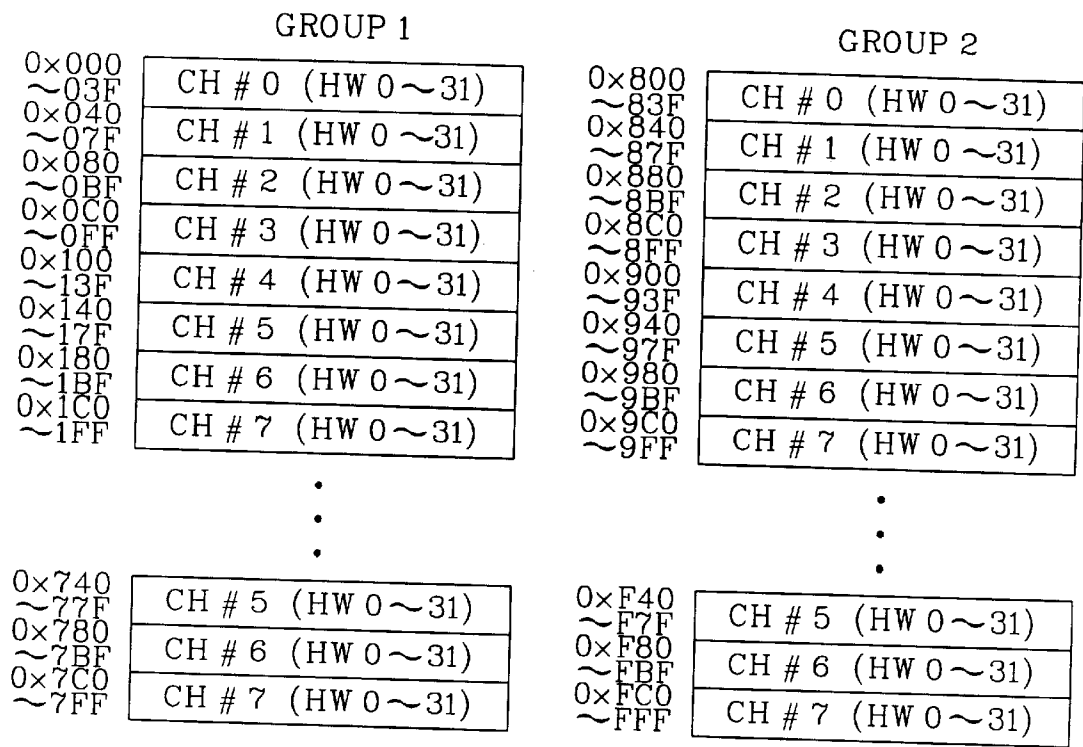 GROUP 1
0×000
~03F
CH # 0 (HW 0~31)
0×040
~07F
CH # 1 (HW 0~31)
0×080
~0BF
CH # 2 (HW 0~31)
0×0C0
~0FF
CH # 3 (HW 0~31)
0×100
~13F
CH # 4 (HW 0~31)
0×140
~17F
CH # 5 (HW 0~31)
0×180
~1BF
CH # 6 (HW 0~31)
0×1C0
~1FF
CH # 7 (HW 0~31)
0×740
~77F
CH # 5 (HW 0~31)
0×780
~7BF
CH # 6 (HW 0~31)
0×7C0
~7FF
CH # 7 (HW 0~31)
GROUP 2
0×800
~83F
CH # 0 (HW 0~31)
0×840
~87F
CH # 1 (HW 0~31)
0×880
~8BF
CH # 2 (HW 0~31)
0×8C0
~8FF
CH # 3 (HW 0~31)
0×900
~93F
CH # 4 (HW 0~31)
0×940
~97F
CH # 5 (HW 0~31)
0×980
~9BF
CH # 6 (HW 0~31)
0×9C0
~9FF
CH # 7 (HW 0~31)
0×F40
~F7F
CH # 5 (HW 0~31)
0×F80
~FBF
CH # 6 (HW 0~31)
0×FC0
~FFF
CH # 7 (HW 0~31)